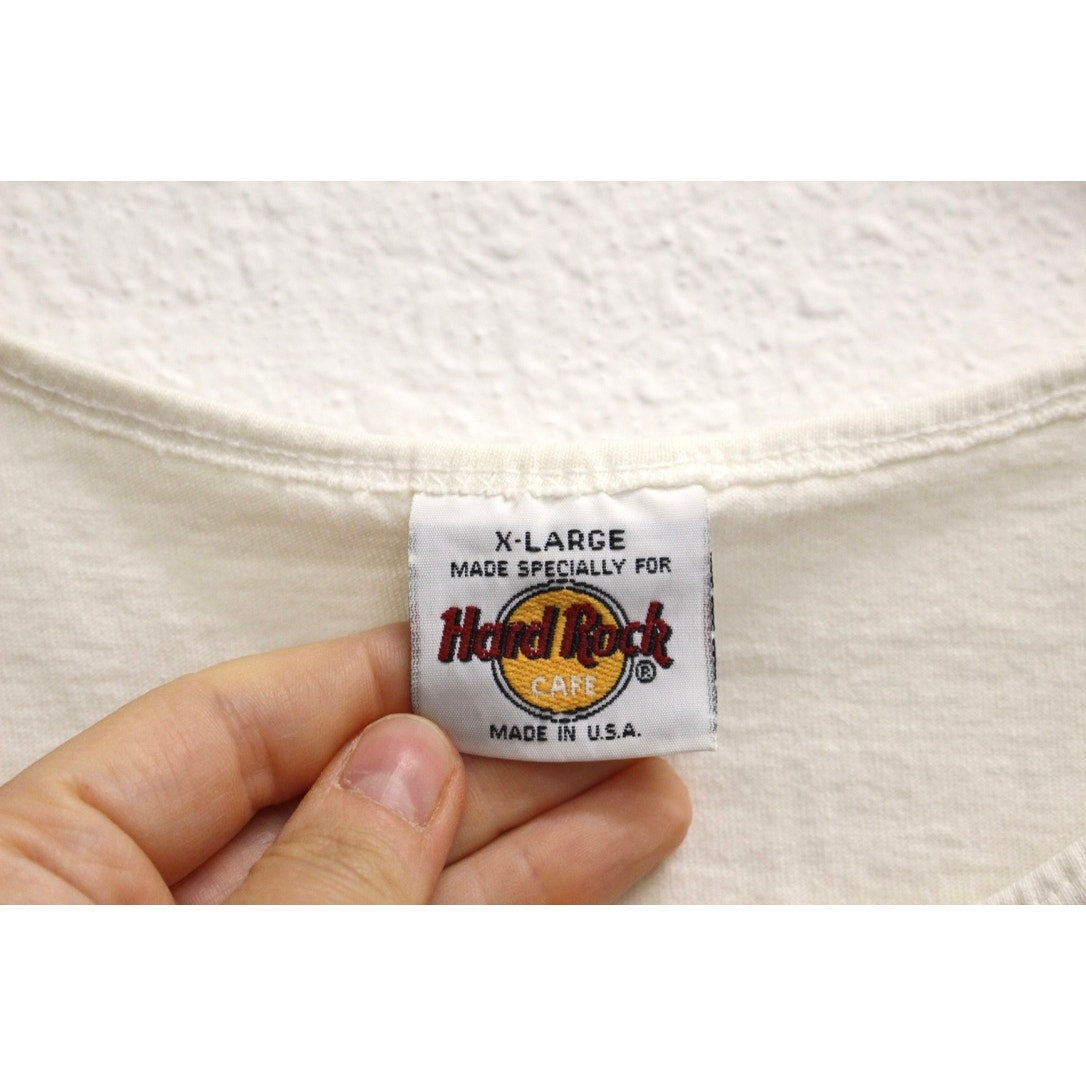 X-LARGE
MADE SPECIALLY FOR
Hard Rock ®
CAFE
MADE IN U.S.A.